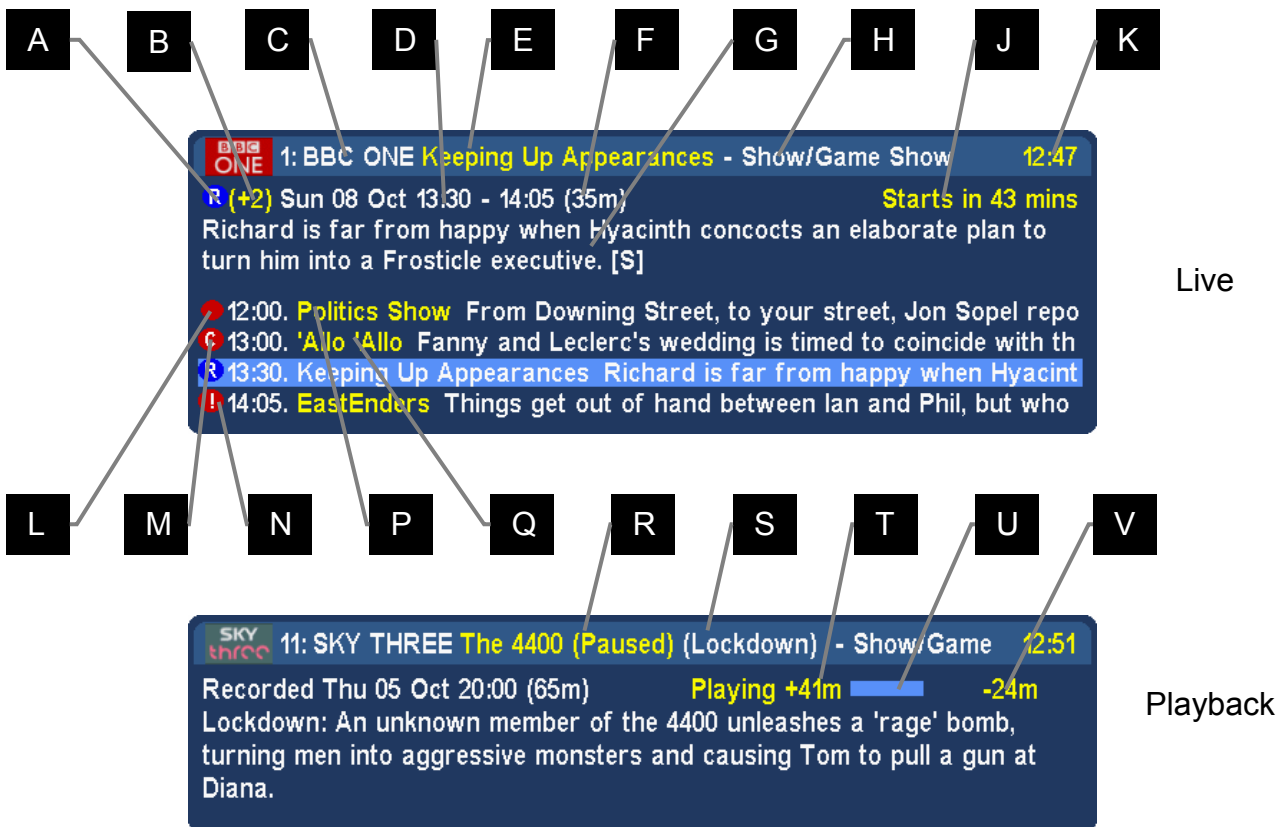 A B C D E F G H J K
BBC
ONE
1: BBC ONE Keeping Up Appearances - Show/Game Show 12:47
R (+2) Sun 08 Oct 13:30 - 14:05 (35m) Starts in 43 mins
Richard is far from happy when Hyacinth concocts an elaborate plan to
turn him into a Frosticle executive. [S]
Live
12:00. Politics Show From Downing Street, to your street, Jon Sopel repo
C 13:00. 'Allo 'Allo Fanny and Leclerc's wedding is timed to coincide with th
R 13:30. Keeping Up Appearances Richard is far from happy when Hyacint
! 14:05. EastEnders Things get out of hand between Ian and Phil, but who
L M N P Q R S T U V
SKY
three
11: SKY THREE The 4400 (Paused) (Lockdown) - Show/Game 12:51
Recorded Thu 05 Oct 20:00 (65m) Playing +41m -24m
Playback
Lockdown: An unknown member of the 4400 unleashes a 'rage' bomb,
turning men into aggressive monsters and causing Tom to pull a gun at
Diana.